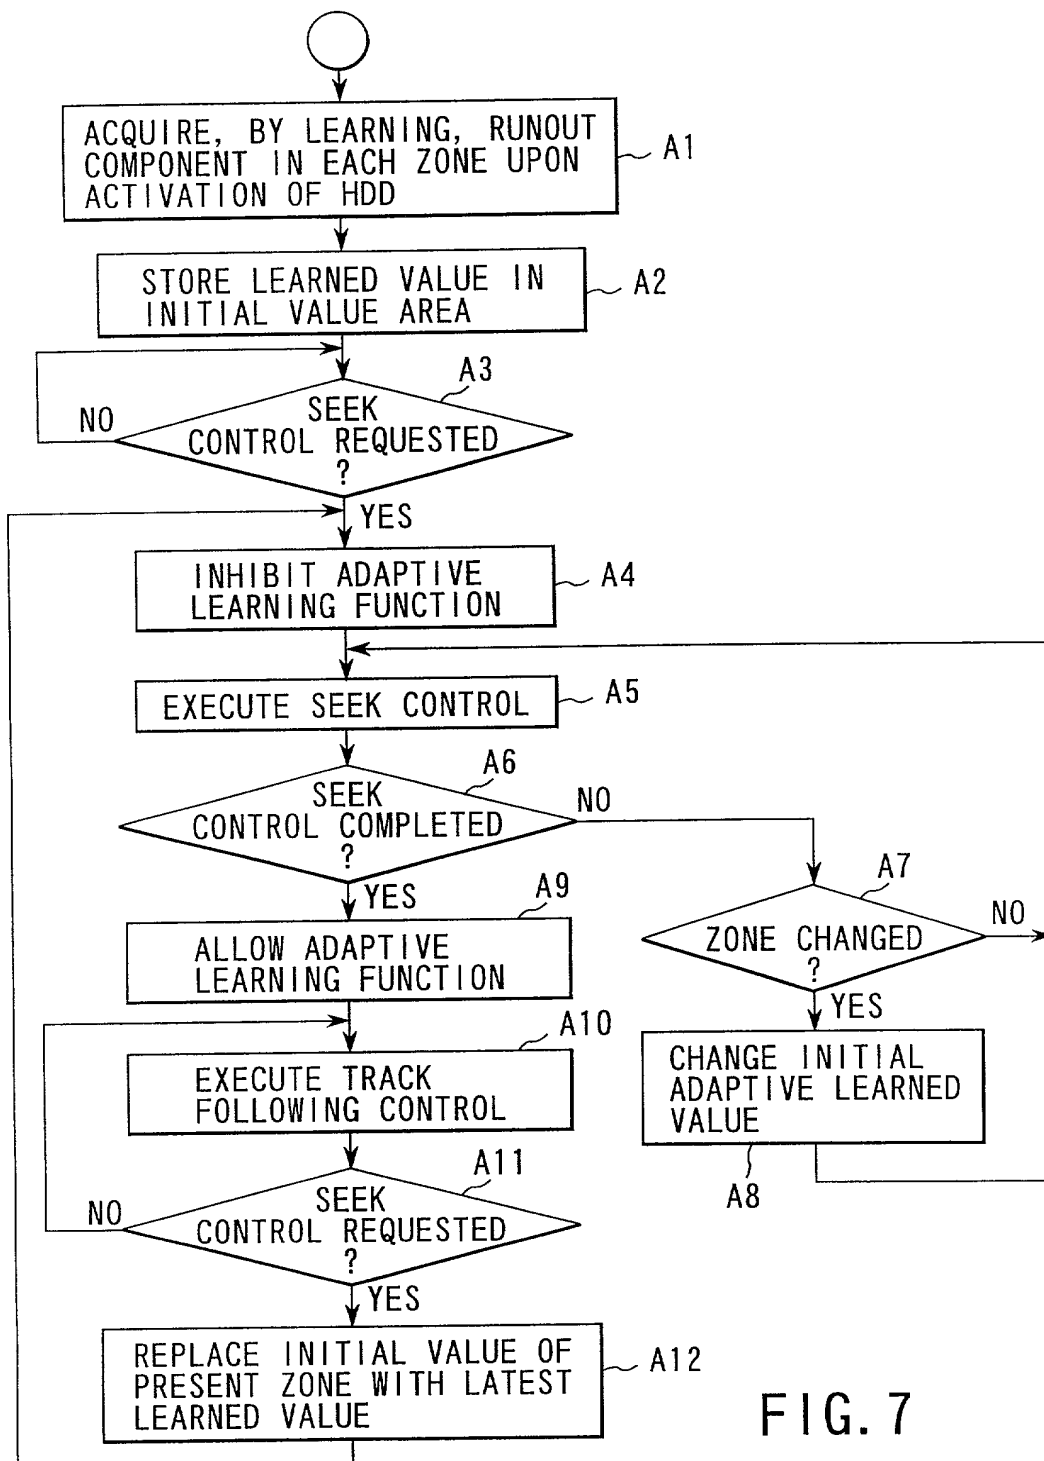 ACQUIRE, BY LEARNING, RUNOUT
COMPONENT IN EACH ZONE UPON
ACTIVATION OF HDD
A1
STORE LEARNED VALUE IN
INITIAL VALUE AREA
A2
A3
SEEK
CONTROL REQUESTED
?
NO
YES
INHIBIT ADAPTIVE
LEARNING FUNCTION
A4
EXECUTE SEEK CONTROL
A5
A6
SEEK
CONTROL COMPLETED
?
NO
YES
A7
ZONE CHANGED
?
NO
YES
A9
ALLOW ADAPTIVE
LEARNING FUNCTION
A10
EXECUTE TRACK
FOLLOWING CONTROL
CHANGE INITIAL
ADAPTIVE LEARNED
VALUE
A8
A11
SEEK
CONTROL REQUESTED
?
NO
YES
REPLACE INITIAL VALUE OF
PRESENT ZONE WITH LATEST
LEARNED VALUE
A12
FIG. 7